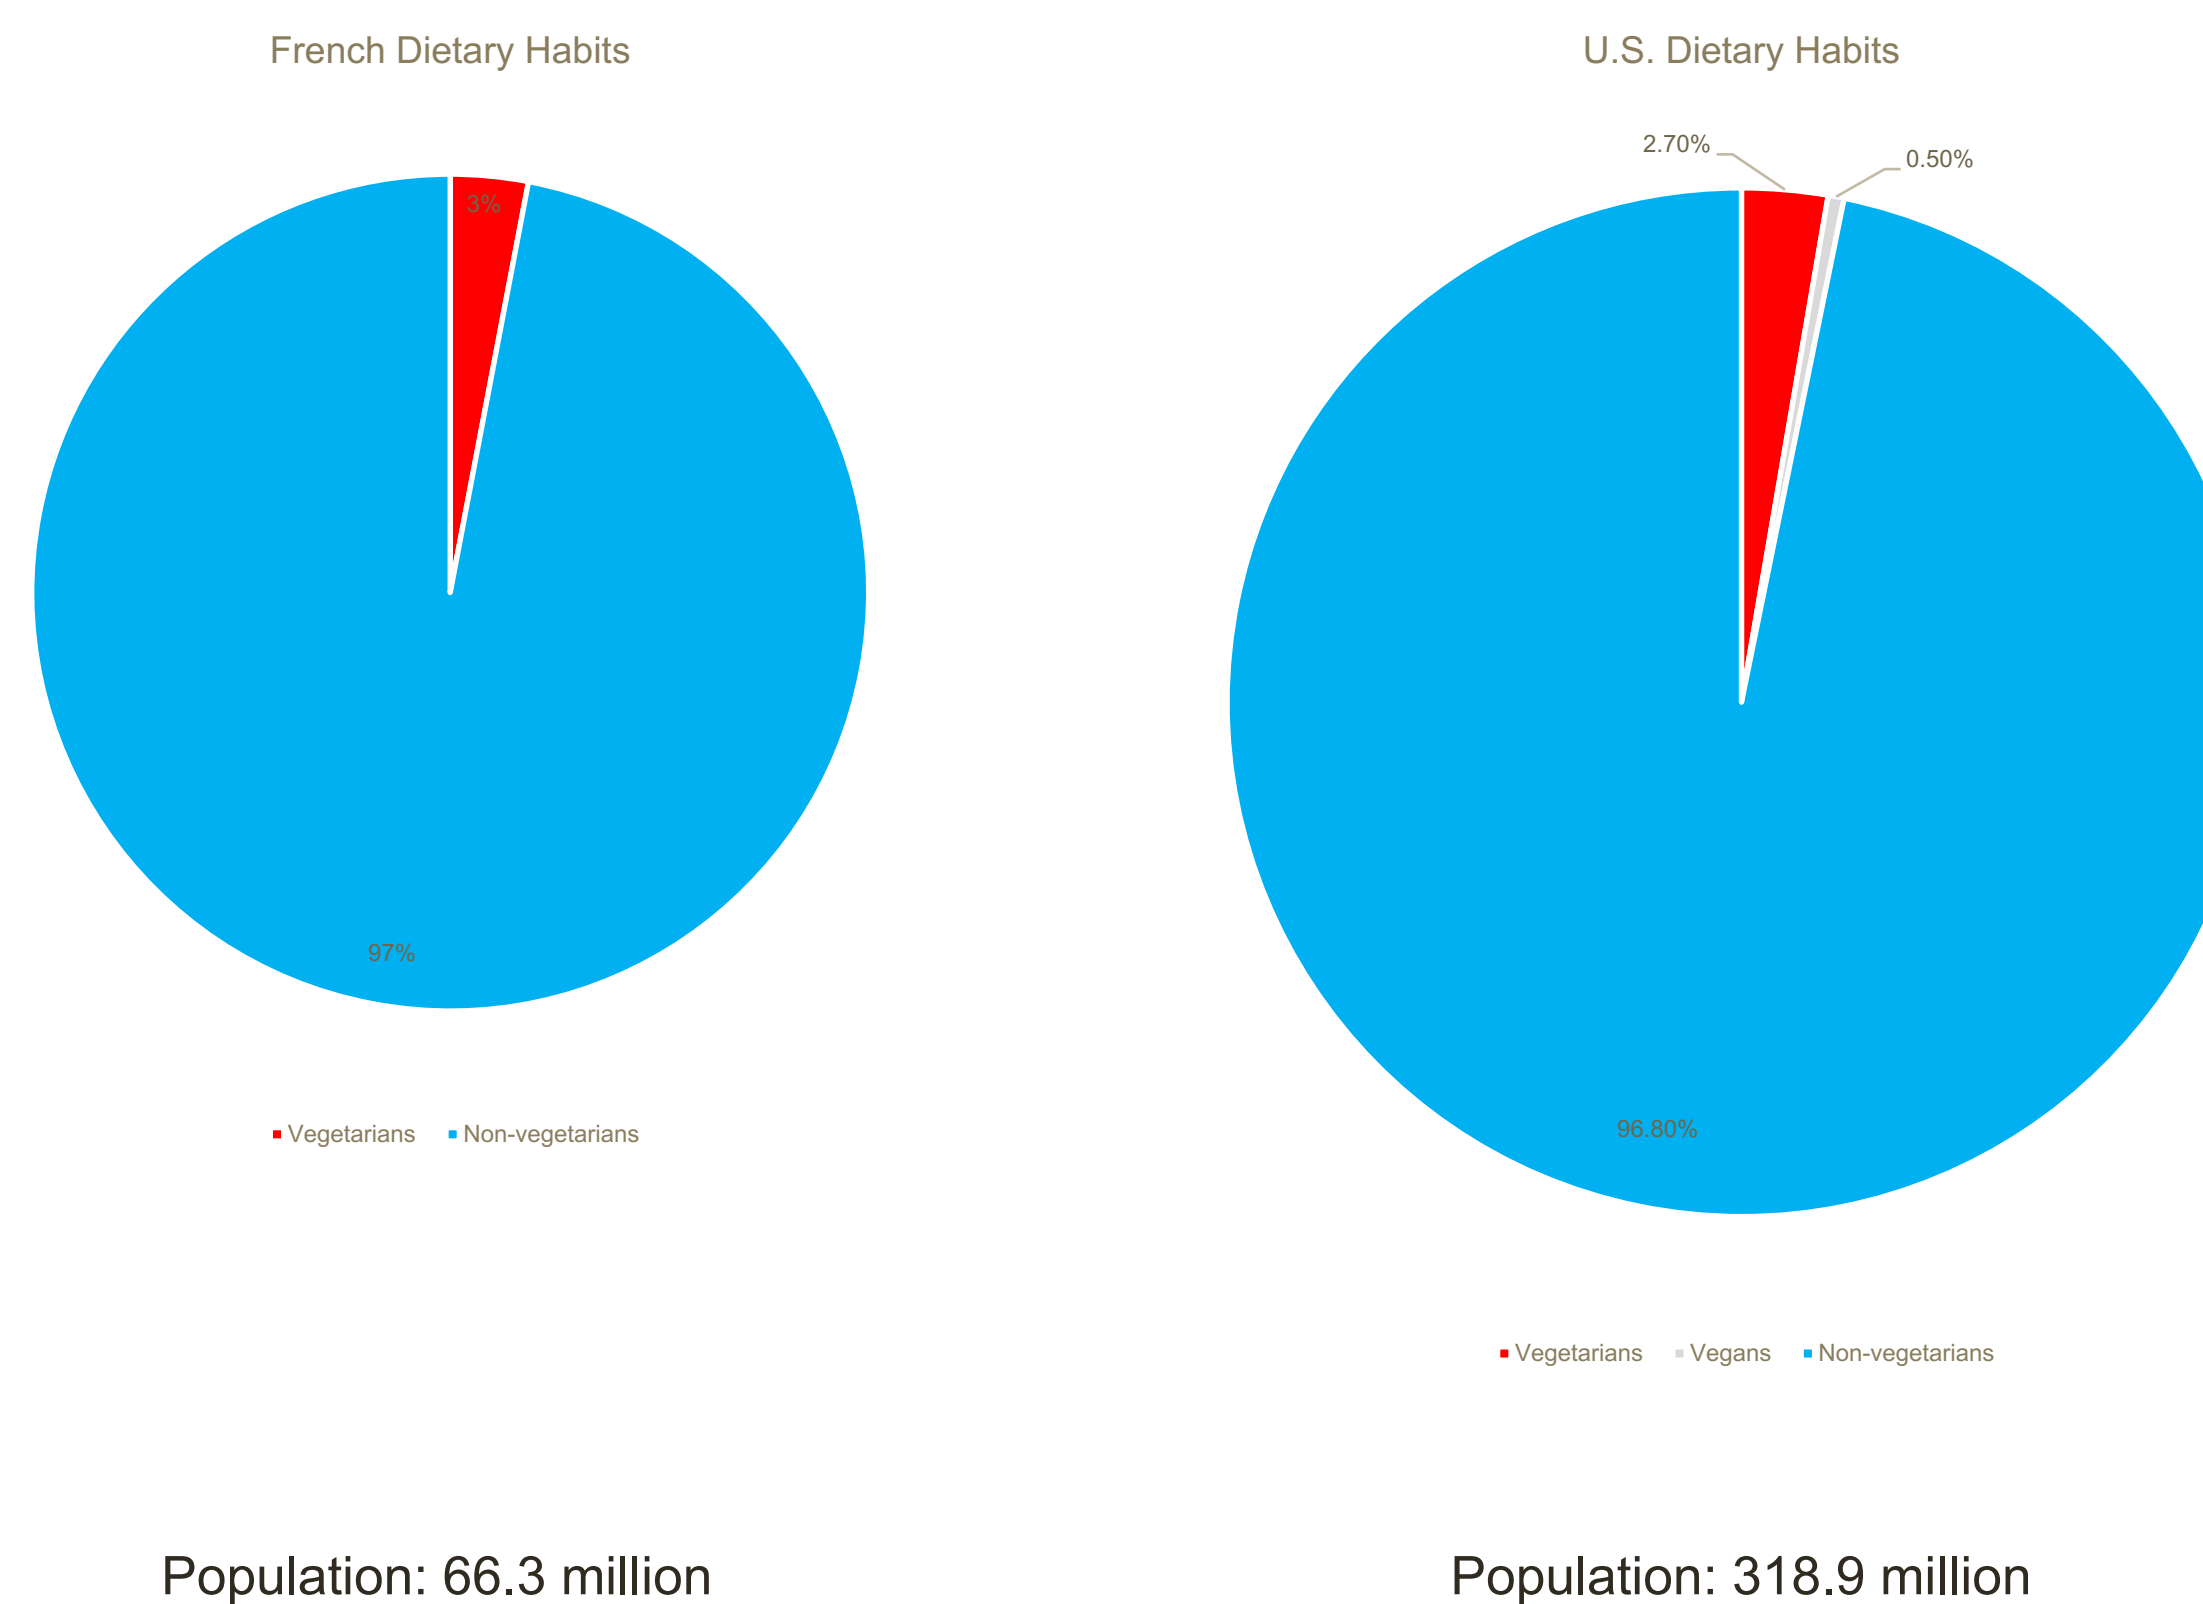 French Dietary Habits
3%
97%
Vegetarians Non-vegetarians
Population: 66.3 million
U.S. Dietary Habits
2.70%
0.50%
96.80%
Vegetarians Vegans Non-vegetarians
Population: 318.9 million